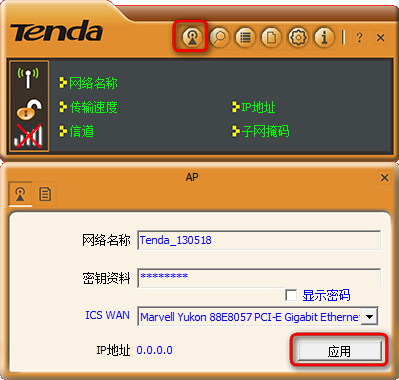 Tenda
? ×
网络名称
传输速度 IP地址
信道 子网掩码
AP ×
网络名称 Tenda_130518
密钥资料 ********
显示密码
ICS WAN Marvell Yukon 88E8057 PCI-E Gigabit Etherne
IP地址 0.0.0.0 应用